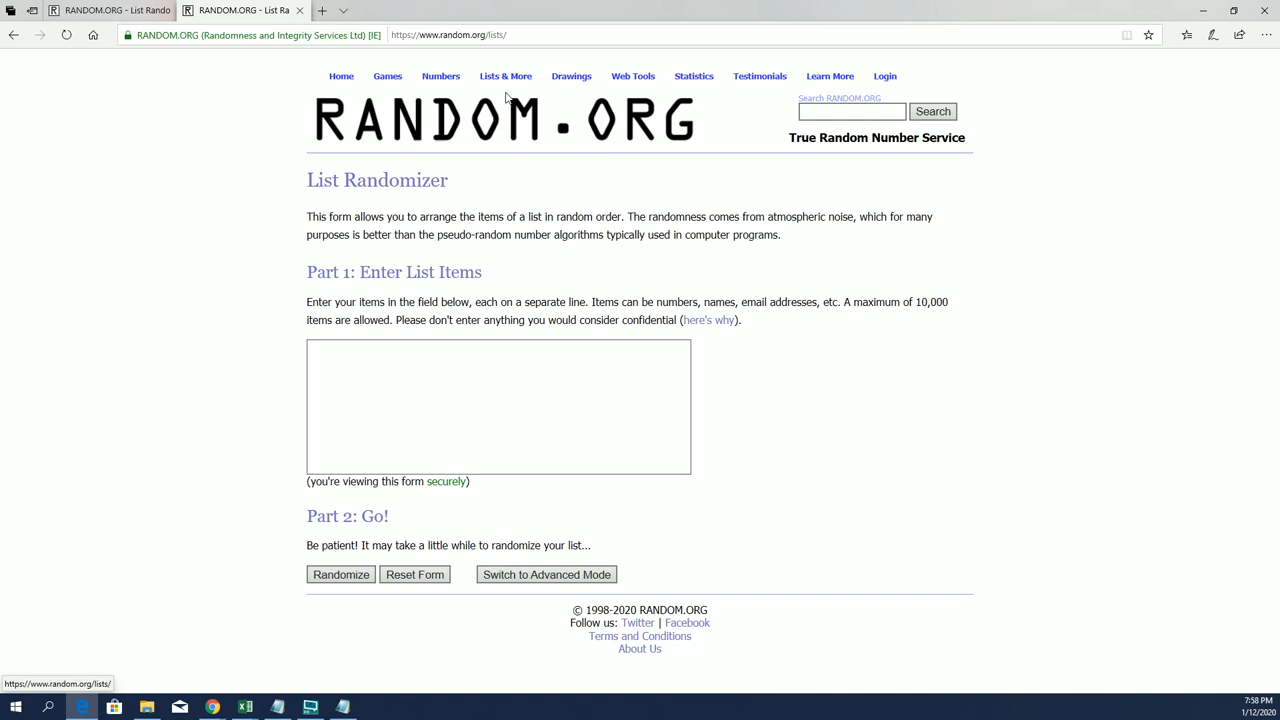 RANDOM.ORG - List Rando
RANDOM.ORG - List Ra
RANDOM.ORG (Randomness and Integrity Services Ltd) [IE] https://www.random.org/lists/
Home Games Numbers Lists & More Drawings Web Tools Statistics Testimonials Learn More Login
RANDOM.ORG
Search RANDOM.ORG
Search
True Random Number Service
List Randomizer
This form allows you to arrange the items of a list in random order. The randomness comes from atmospheric noise, which for many
purposes is better than the pseudo-random number algorithms typically used in computer programs.
Part 1: Enter List Items
Enter your items in the field below, each on a separate line. Items can be numbers, names, email addresses, etc. A maximum of 10,000
items are allowed. Please don't enter anything you would consider confidential (here's why).
(you're viewing this form securely)
Part 2: Go!
Be patient! It may take a little while to randomize your list...
Randomize Reset Form Switch to Advanced Mode
© 1998-2020 RANDOM.ORG
Follow us: Twitter | Facebook
Terms and Conditions
About Us
https://www.random.org/lists/
7:58 PM
1/12/2020